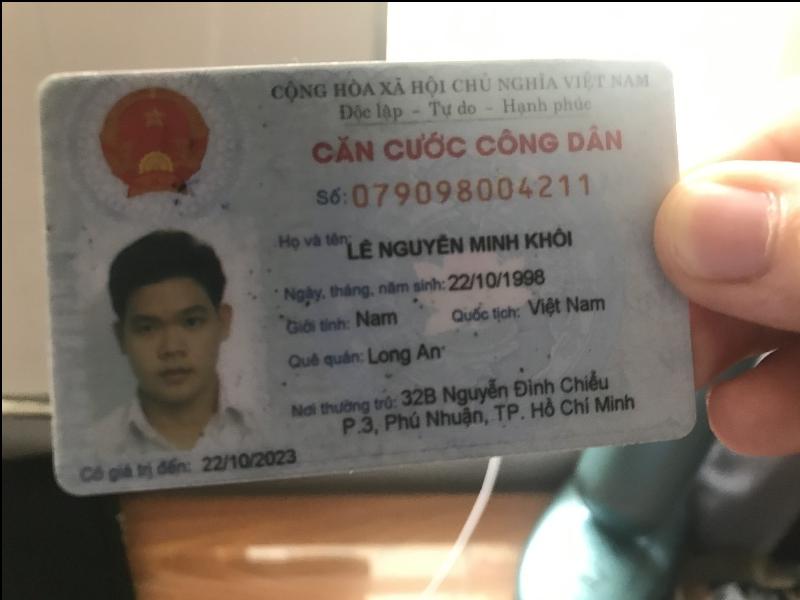 CỘNG HÒA XÃ HỘI CHỦ NGHĨA VIỆT NAM
Độc lập - Tự do - Hạnh phúc
CĂN CƯỚC CÔNG DÂN
Số: 079098004211
Họ và tên: LÊ NGUYỄN MINH KHÔI
Ngày, tháng, năm sinh: 22/10/1998
Giới tính: Nam Quốc tịch: Việt Nam
Quê quán: Long An
Nơi thường trú: 32B Nguyễn Đình Chiểu
P.3, Phú Nhuận, TP. Hồ Chí Minh
Có giá trị đến: 22/10/2023